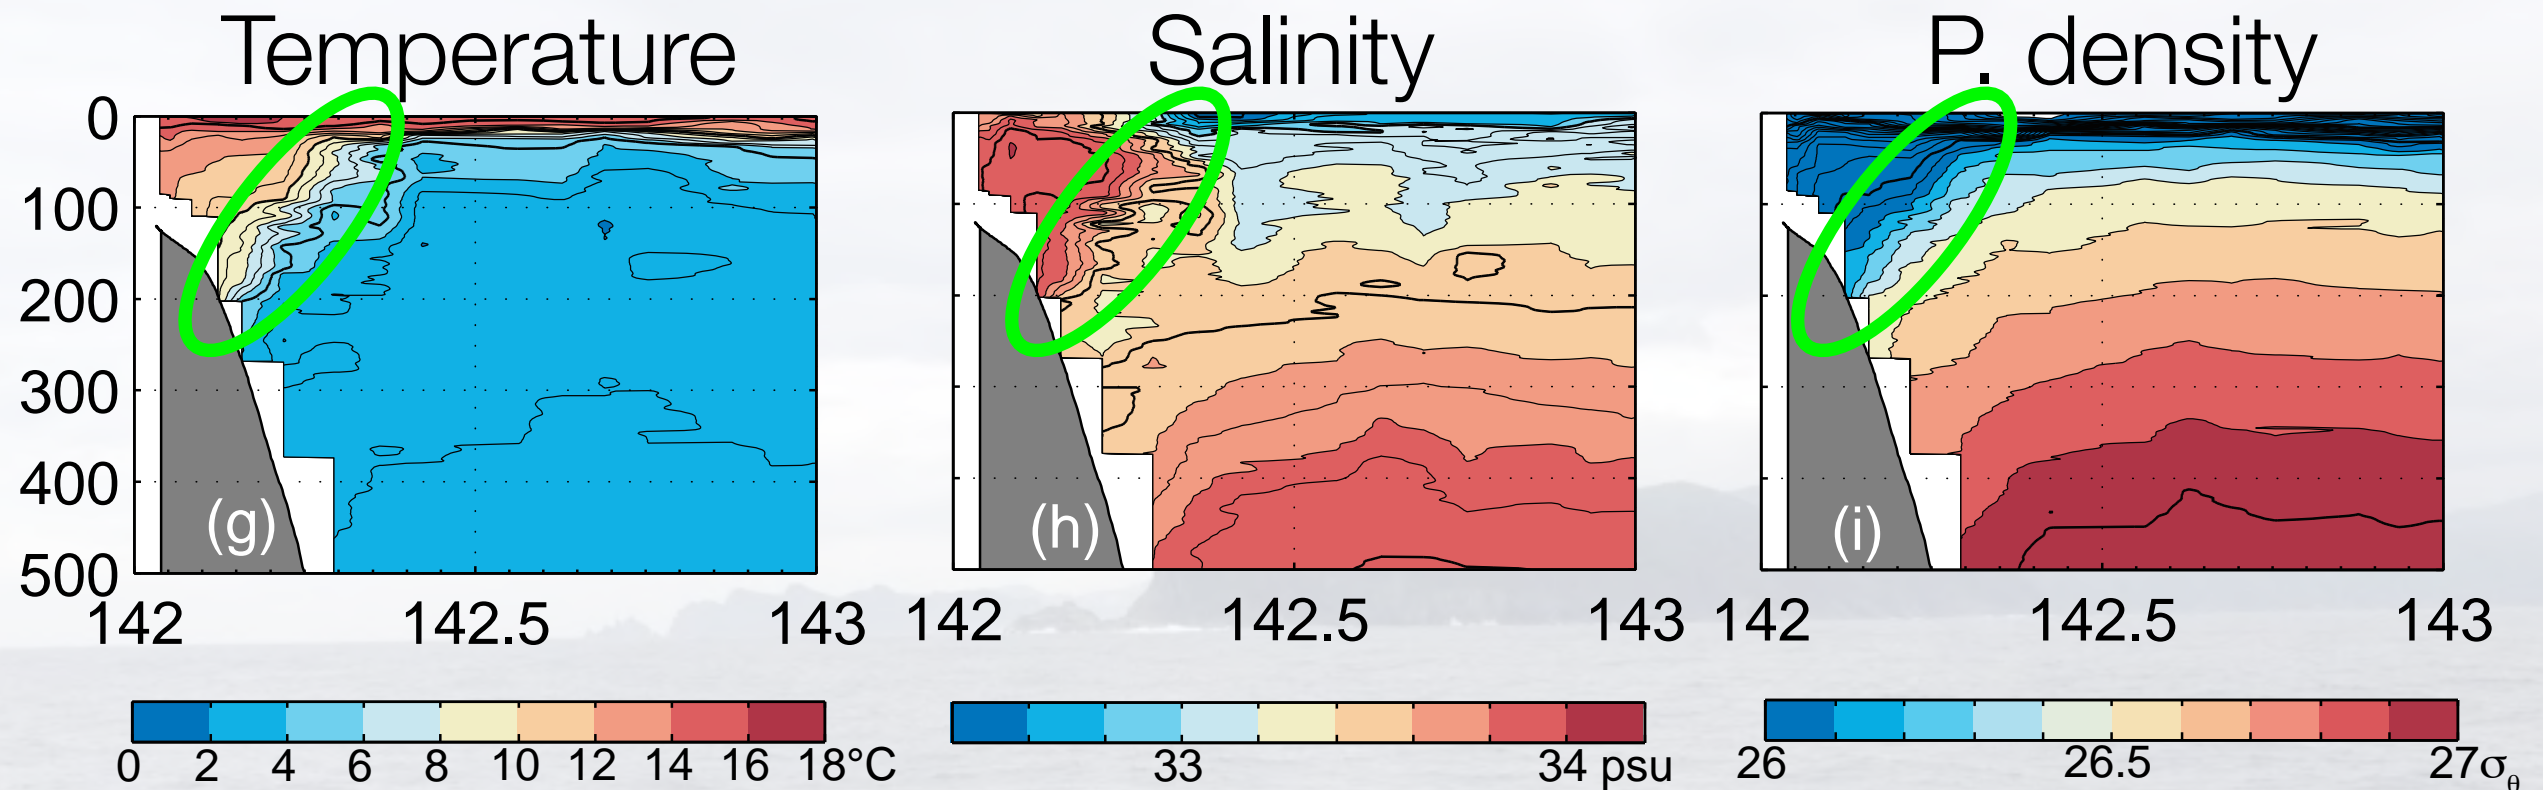 Temperature Salinity P. density
0
100
200
300
400
500
(g) (h) (i)
142 142.5 143 142 142.5 143 142 142.5 143
0 2 4 6 8 10 12 14 16 18°C 33 34 psu 26 26.5 27σθ